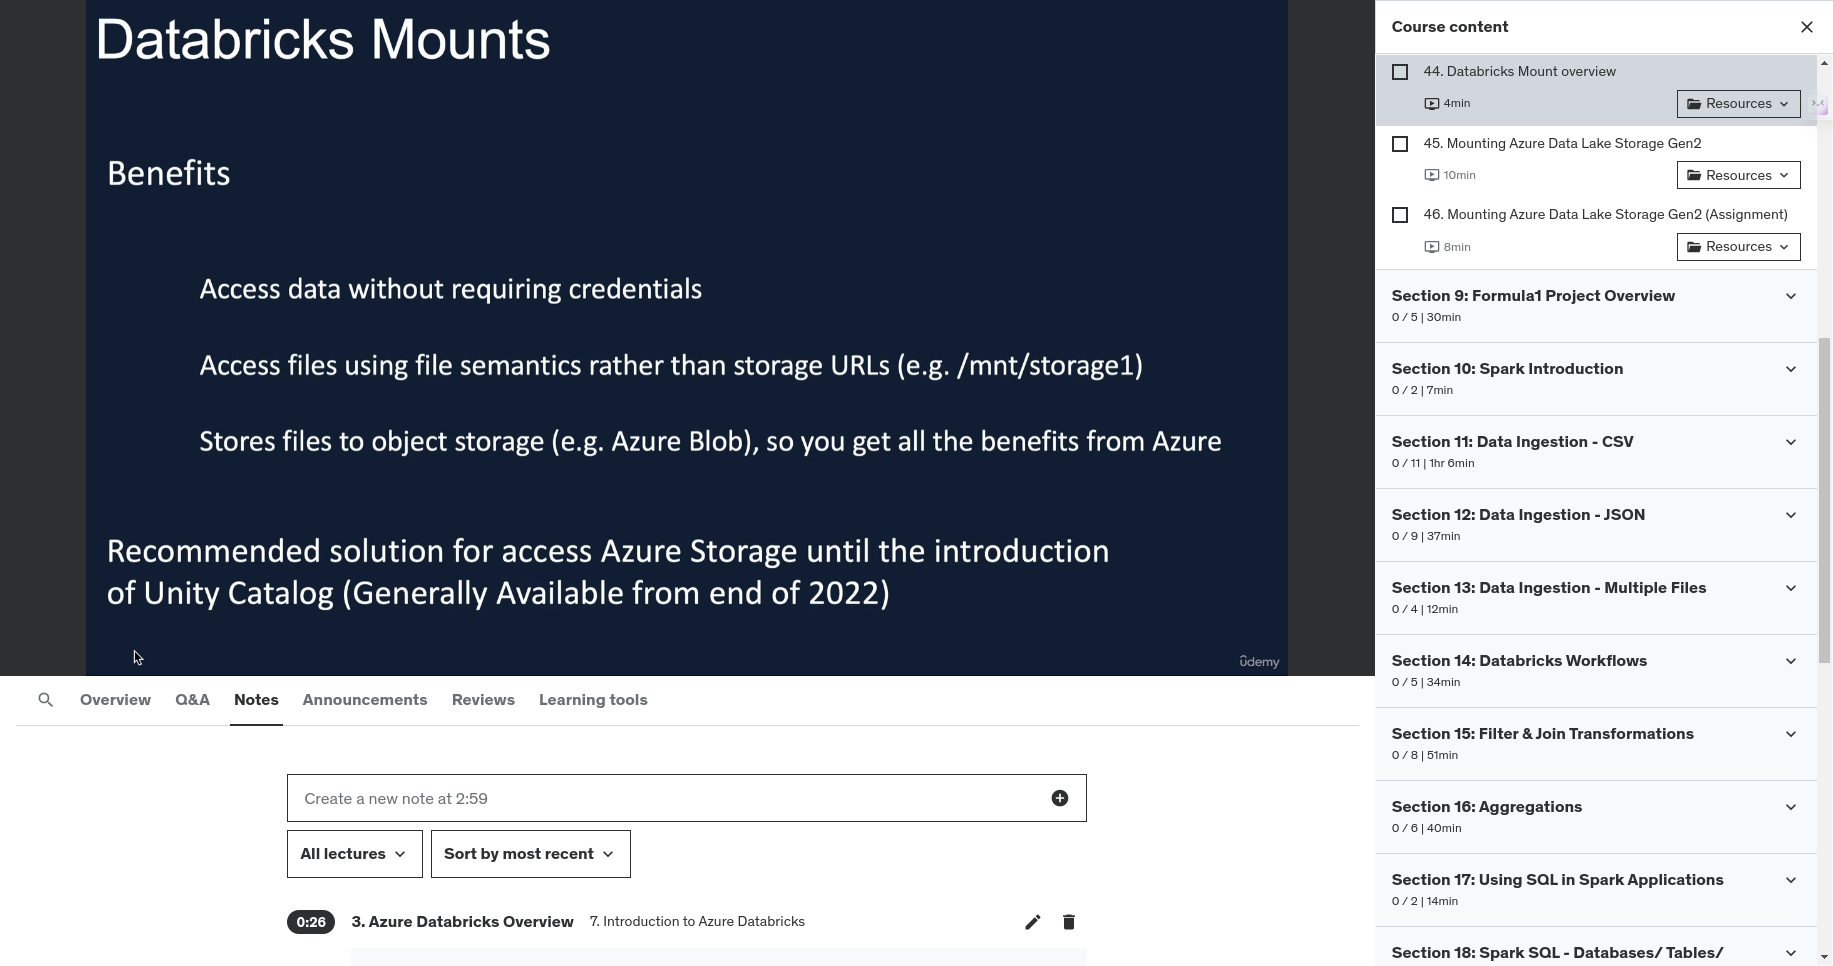 Databricks Mounts
Benefits
Access data without requiring credentials
Access files using file semantics rather than storage URLs (e.g. /mnt/storage1)
Stores files to object storage (e.g. Azure Blob), so you get all the benefits from Azure
Recommended solution for access Azure Storage until the introduction
of Unity Catalog (Generally Available from end of 2022)
ûdemy
Overview Q&A Notes Announcements Reviews Learning tools
Create a new note at 2:59
All lectures Sort by most recent
0:26 3. Azure Databricks Overview 7. Introduction to Azure Databricks
Course content
44. Databricks Mount overview
4min Resources
45. Mounting Azure Data Lake Storage Gen2
10min Resources
46. Mounting Azure Data Lake Storage Gen2 (Assignment)
8min Resources
Section 9: Formula1 Project Overview
0 / 5 | 30min
Section 10: Spark Introduction
0 / 2 | 7min
Section 11: Data Ingestion - CSV
0 / 11 | 1hr 6min
Section 12: Data Ingestion - JSON
0 / 9 | 37min
Section 13: Data Ingestion - Multiple Files
0 / 4 | 12min
Section 14: Databricks Workflows
0 / 5 | 34min
Section 15: Filter & Join Transformations
0 / 8 | 51min
Section 16: Aggregations
0 / 6 | 40min
Section 17: Using SQL in Spark Applications
0 / 2 | 14min
Section 18: Spark SQL - Databases/ Tables/